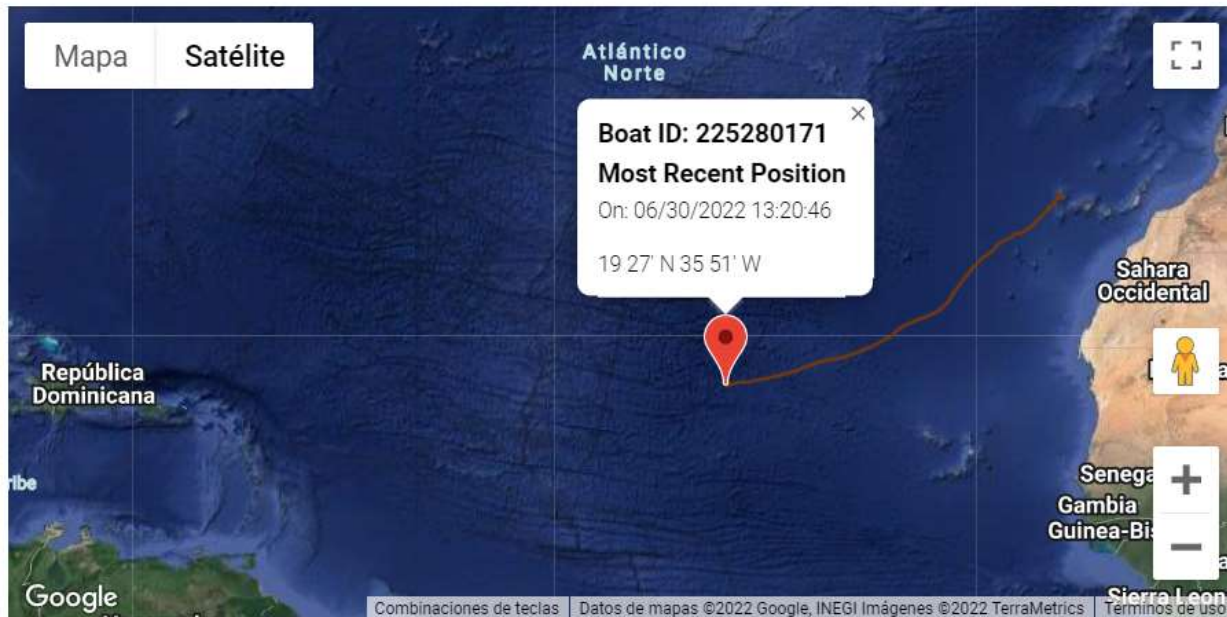 Mapa
Satélite
Atlántico
Norte
Boat ID: 225280171
Most Recent Position
On: 06/30/2022 13:20:46
19 27' N 35 51' W
Sahara
Occidental
República
Dominicana
ribe
Senega
Gambia
Guinea-Bis
Sierra Leon
Google
Combinaciones de teclas
Datos de mapas ©2022 Google, INEGI Imágenes ©2022 TerraMetrics
Términos de uso